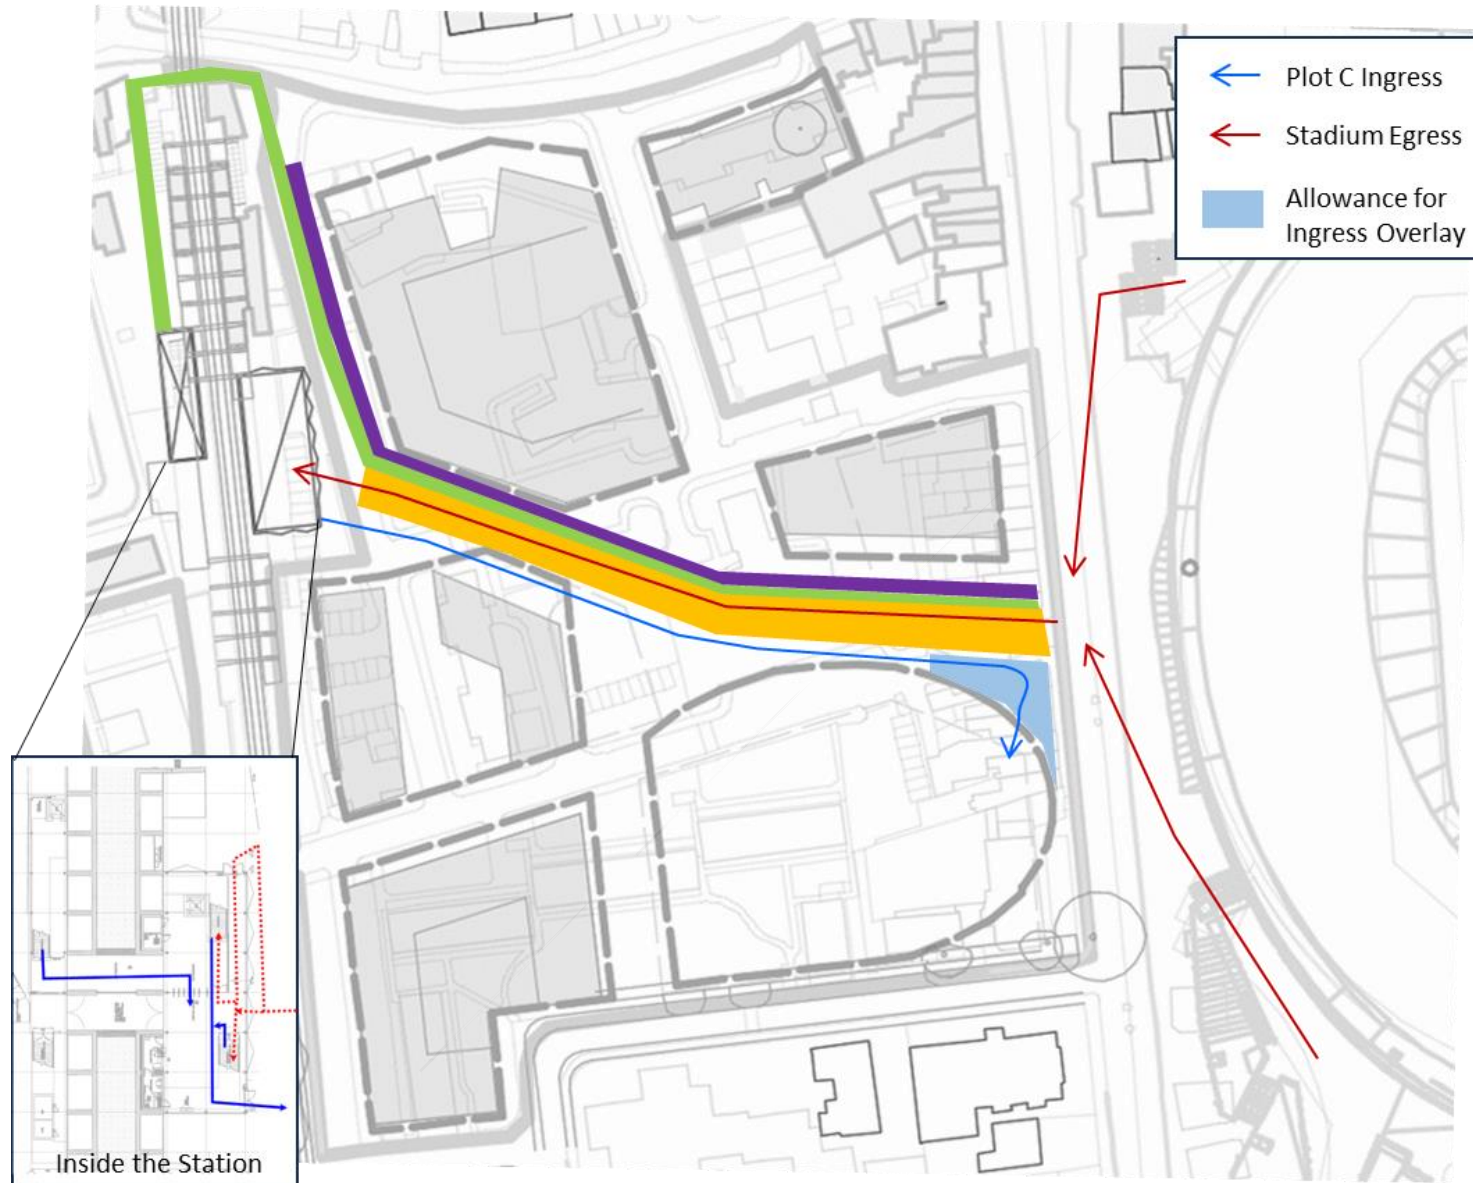 Plot C Ingress
Stadium Egress
Allowance for
Ingress Overlay
Inside the Station